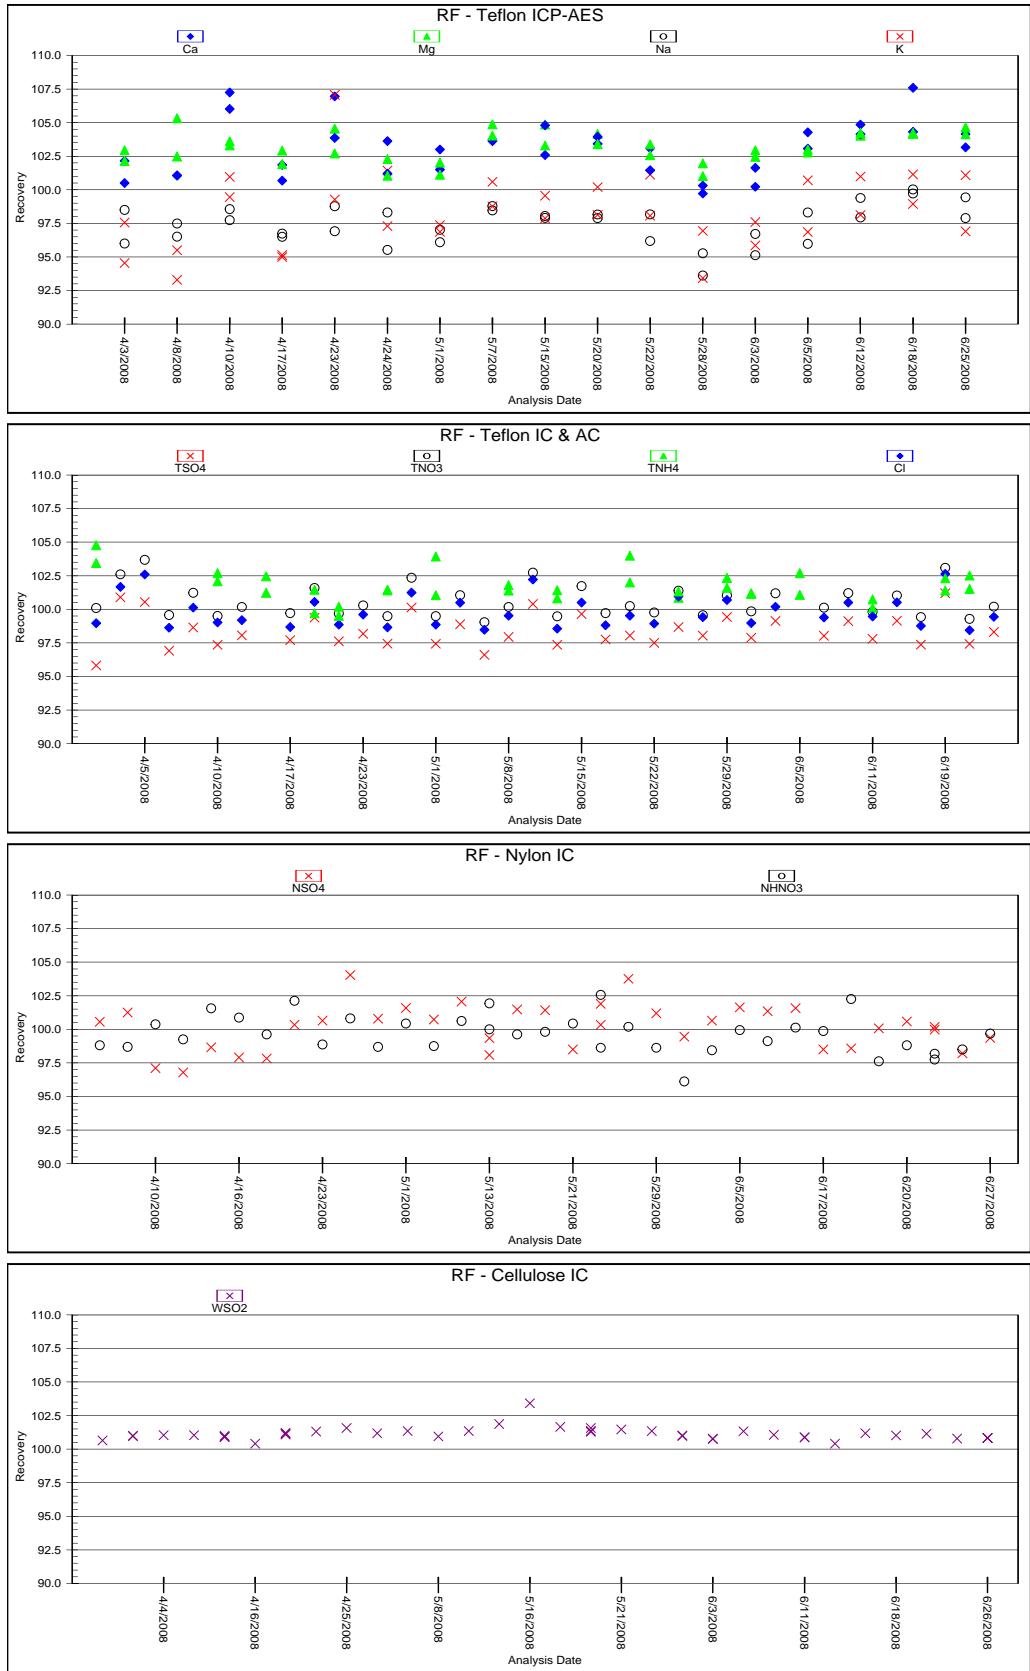 RF - Teflon ICP-AES
Ca Mg Na K
110.0
107.5
105.0
102.5
100.0
97.5
95.0
92.5
90.0
Recovery
4/3/2008 4/8/2008 4/10/2008 4/17/2008 4/23/2008 4/24/2008 5/1/2008 5/7/2008 5/15/2008 5/20/2008 5/22/2008 5/28/2008 6/3/2008 6/5/2008 6/12/2008 6/18/2008 6/25/2008
Analysis Date
RF - Teflon IC & AC
TSO4 TNO3 TNH4 Cl
110.0
107.5
105.0
102.5
100.0
97.5
95.0
92.5
90.0
Recovery
4/5/2008 4/10/2008 4/17/2008 4/23/2008 5/1/2008 5/8/2008 5/15/2008 5/22/2008 5/29/2008 6/5/2008 6/11/2008 6/19/2008
Analysis Date
RF - Nylon IC
NSO4 NHNO3
110.0
107.5
105.0
102.5
100.0
97.5
95.0
92.5
90.0
Recovery
4/10/2008 4/16/2008 4/23/2008 5/1/2008 5/13/2008 5/21/2008 5/29/2008 6/5/2008 6/17/2008 6/20/2008 6/27/2008
Analysis Date
RF - Cellulose IC
WSO2
110.0
107.5
105.0
102.5
100.0
97.5
95.0
92.5
90.0
Recovery
4/4/2008 4/16/2008 4/25/2008 5/8/2008 5/16/2008 5/21/2008 6/3/2008 6/11/2008 6/18/2008 6/26/2008
Analysis Date